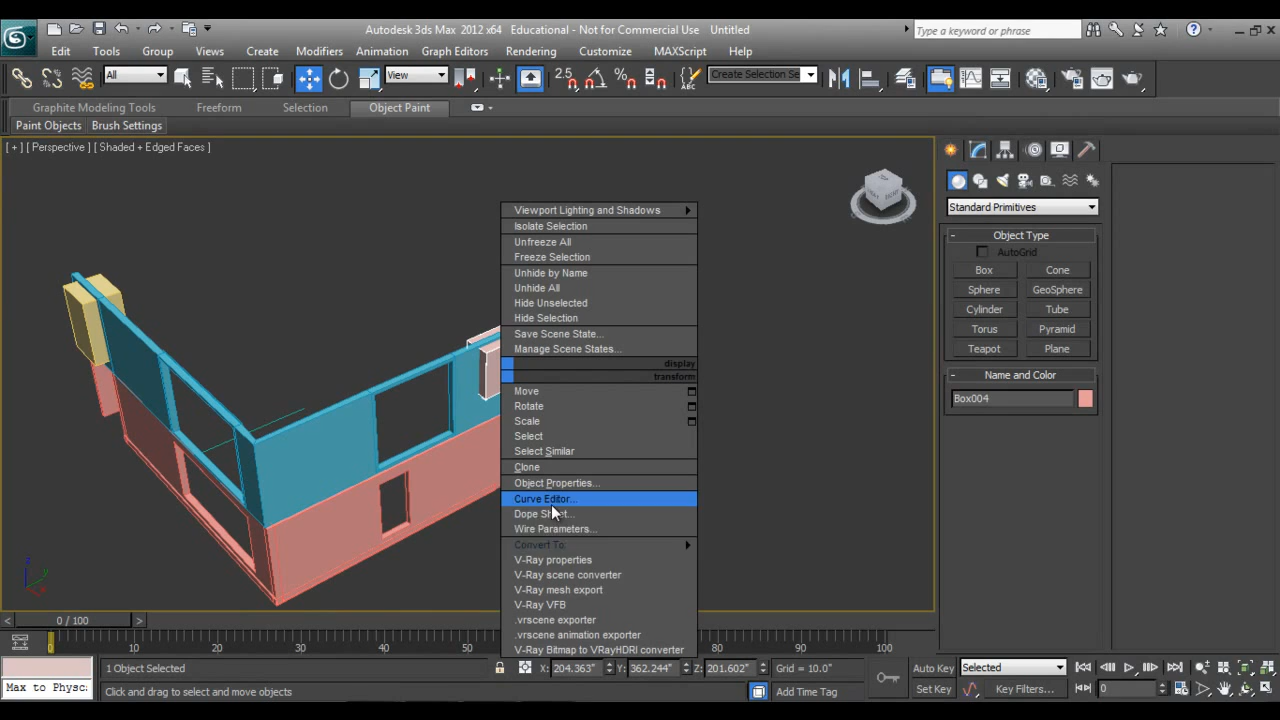 Autodesk 3ds Max 2012 x64 Educational - Not for Commercial Use Untitled
Type a keyword or phrase
Edit Tools Group Views Create Modifiers Animation Graph Editors Rendering Customize MAXScript Help
All View 2.5 Create Selection Se
Graphite Modeling Tools Freeform Selection Object Paint
Paint Objects Brush Settings
[ + ] [ Perspective ] [ Shaded + Edged Faces ]
Standard Primitives
- Object Type
AutoGrid
Box Cone
Sphere GeoSphere
Cylinder Tube
Torus Pyramid
Teapot Plane
- Name and Color
Box004
Viewport Lighting and Shadows
Isolate Selection
Unfreeze All
Freeze Selection
Unhide by Name
Unhide All
Hide Unselected
Hide Selection
Save Scene State...
Manage Scene States...
display
transform
Move
Rotate
Scale
Select
Select Similar
Clone
Object Properties...
Curve Editor...
Dope Sheet...
Wire Parameters...
Convert To:
V-Ray properties
V-Ray scene converter
V-Ray mesh export
V-Ray VFB
.vrscene exporter
.vrscene animation exporter
V-Ray Bitmap to VRayHDRI converter
z
x
< 0 / 100 >
0 10 20 30 80 90 100
1 Object Selected X: 204.363" Y: 362.244" Z: 201.602" Grid = 10.0" Auto Key Selected
Max to Physc Click and drag to select and move objects Add Time Tag Set Key Key Filters... 0